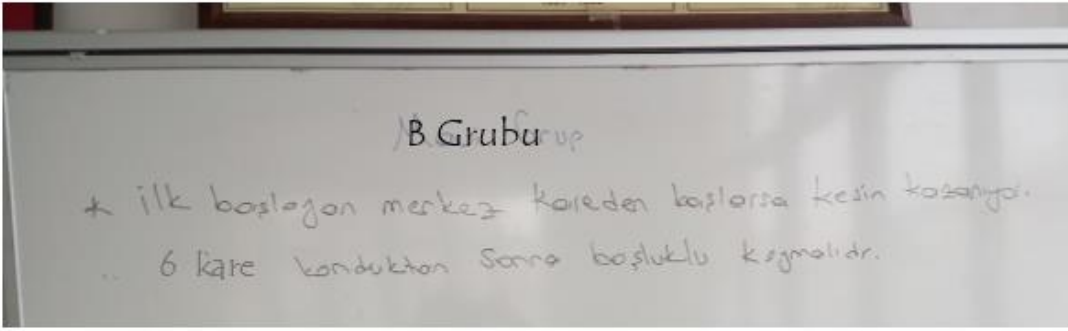 B Grubu
* ilk başlayan merkez kareden başlarsa kesin kazanıyor.
6 kare konduktan sonra boşluklu koymalıdır.